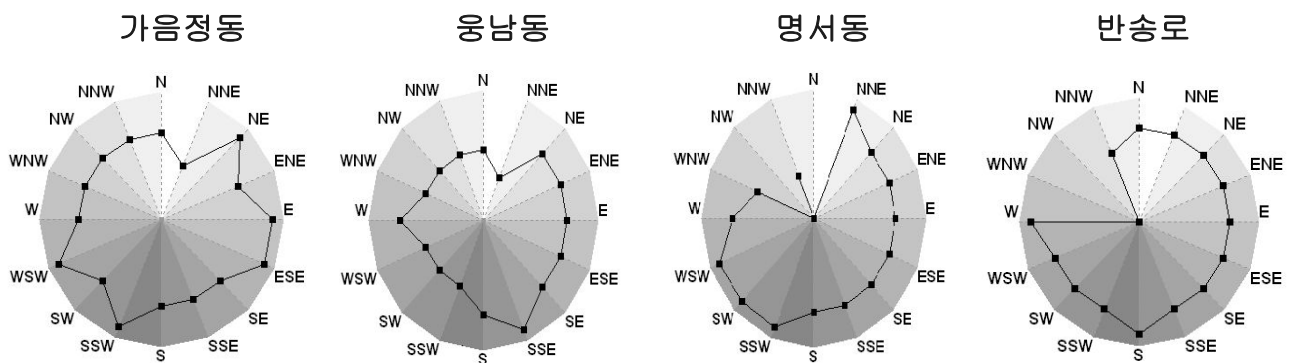 가음정동
N
NNE
NE
ENE
E
ESE
SE
SSE
S
SSW
SW
WSW
W
WNW
NW
NNW
웅남동
N
NNE
NE
ENE
E
ESE
SE
SSE
S
SSW
SW
WSW
W
WNW
NW
NNW
명서동
N
NNE
NE
ENE
E
ESE
SE
SSE
S
SSW
SW
WSW
W
WNW
NW
NNW
반송로
N
NNE
NE
ENE
E
ESE
SE
SSE
S
SSW
SW
WSW
W
WNW
NW
NNW